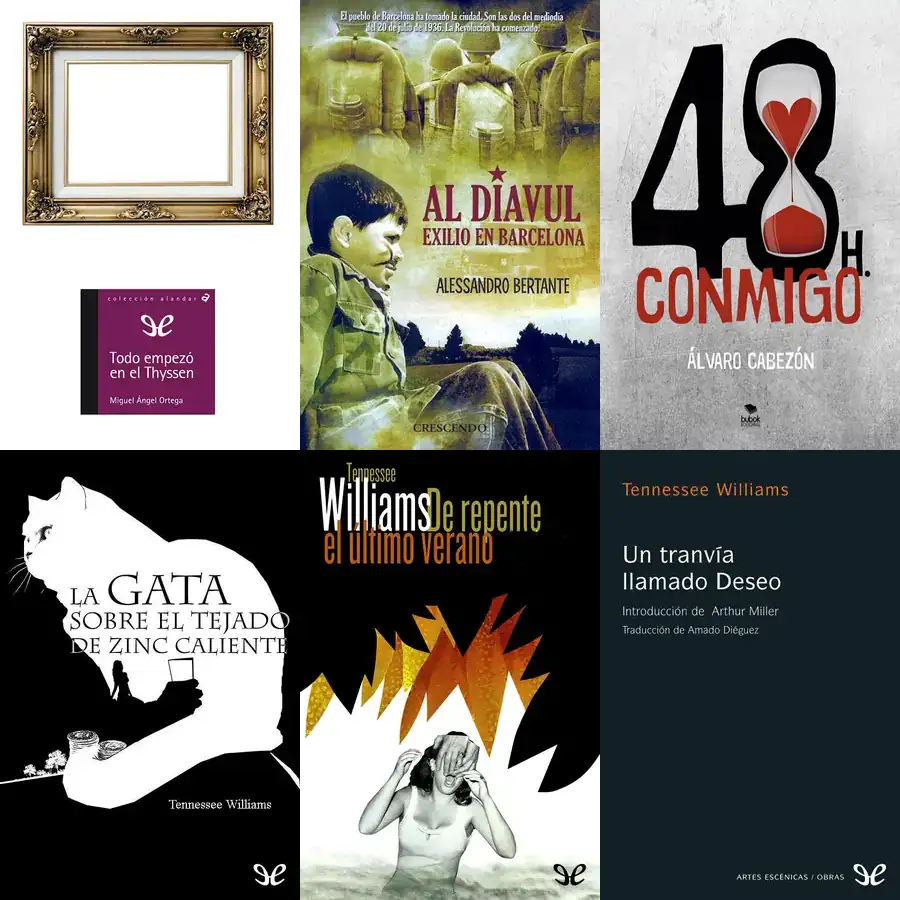 colección alandar a
Todo empezó
en el Thyssen
Miguel Ángel Ortega
El pueblo de Barcelona ha tomado la ciudad. Son las dos del mediodía
del 20 de julio de 1936. La Revolución ha comenzado.
AL DIAVUL
EXILIO EN BARCELONA
ALESSANDRO BERTANTE
CRESCENDO
48 H.
CONMIGO
ÁLVARO CABEZÓN
bubok
LA GATA
SOBRE EL TEJADO
DE ZINC CALIENTE
Tennessee Williams
Tennessee
Williams De repente
el último verano
Tennessee Williams
Un tranvía
llamado Deseo
Introducción de Arthur Miller
Traducción de Amado Diéguez
ARTES ESCÉNICAS / OBRAS